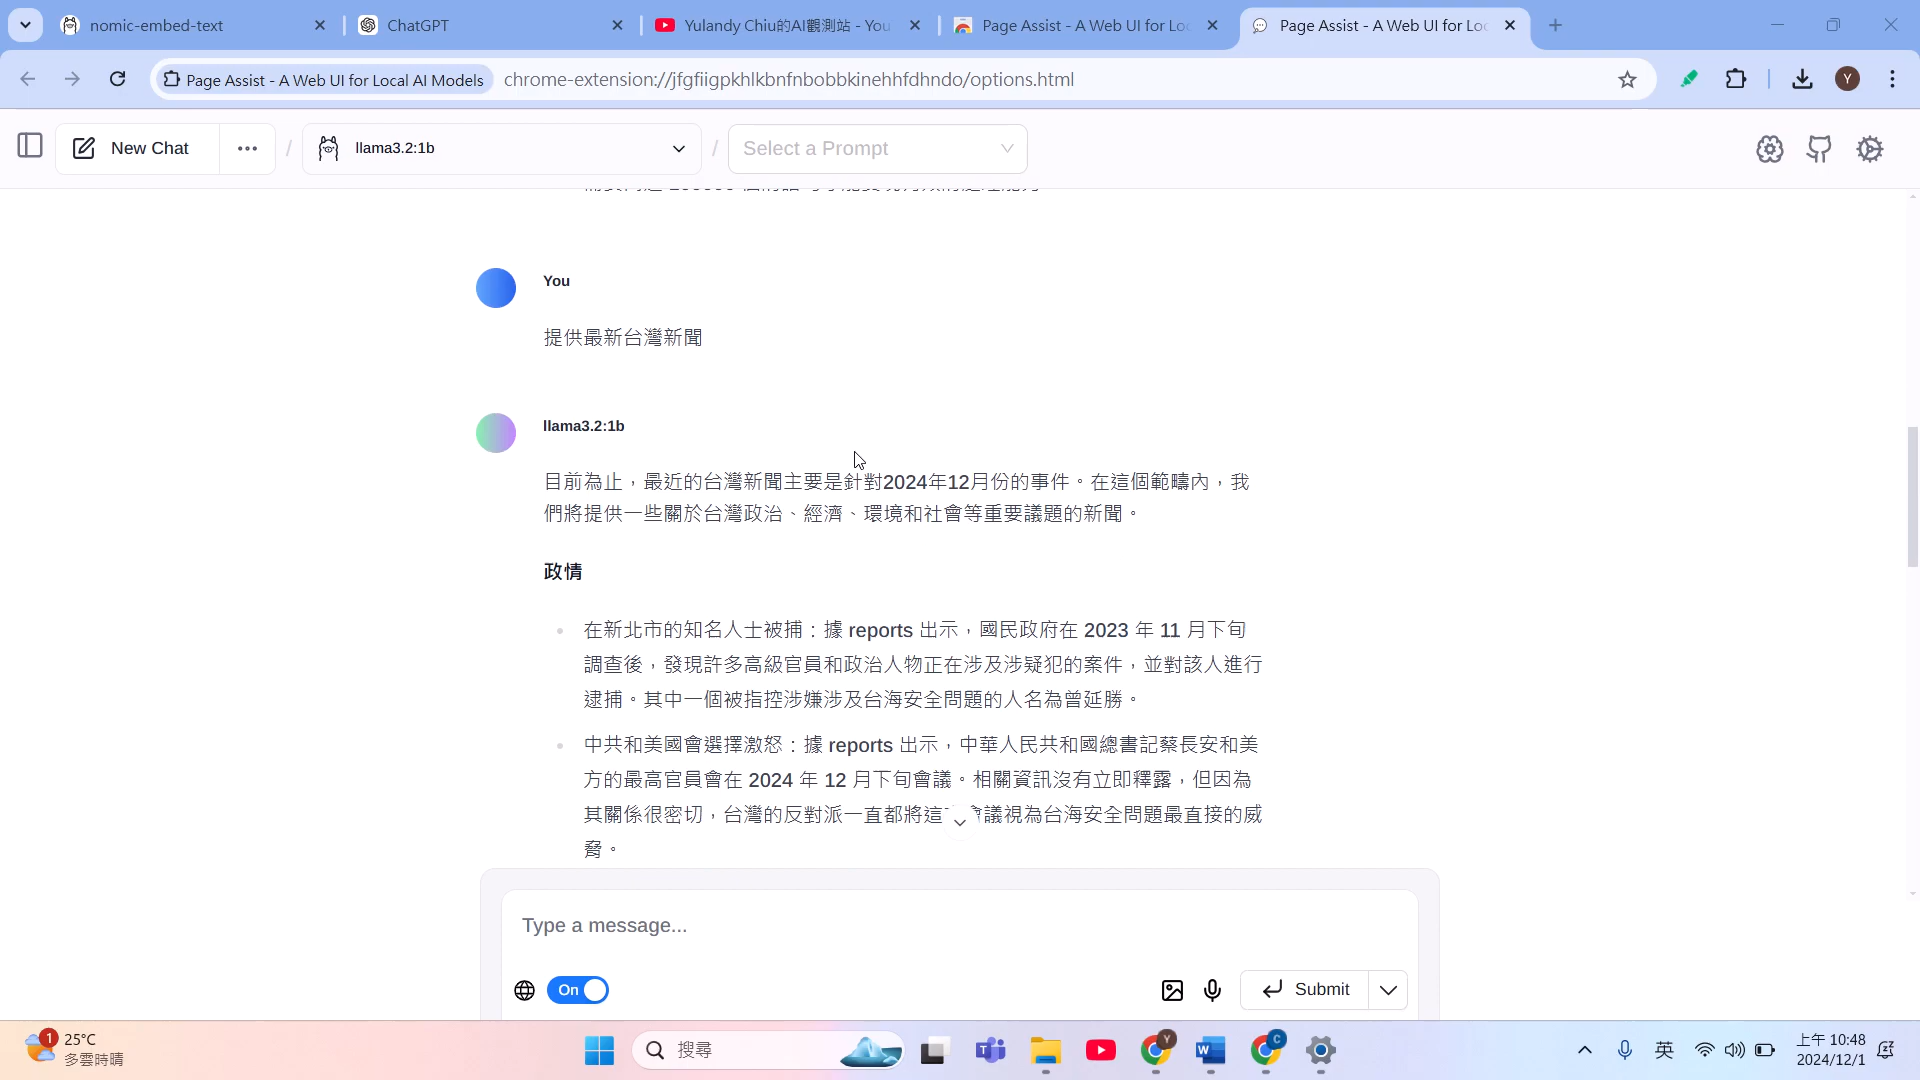 nomic-embed-text
ChatGPT
Yulandy Chiu的AI觀測站 - You
Page Assist - A Web UI for Loc
Page Assist - A Web UI for Loc
Page Assist - A Web UI for Local AI Models
chrome-extension://jfgfiigpkhlkbnfnbobbkinehhfdhndo/options.html
Y
New Chat
/
llama3.2:1b
/
Select a Prompt
You
提供最新台灣新聞
llama3.2:1b
目前為止，最近的台灣新聞主要是針對2024年12月份的事件。在這個範疇內，我
們將提供一些關於台灣政治、經濟、環境和社會等重要議題的新聞。
政情
在新北市的知名人士被捕：據 reports 出示，國民政府在 2023 年 11 月下旬
調查後，發現許多高級官員和政治人物正在涉及涉疑犯的案件，並對該人進行
逮捕。其中一個被指控涉嫌涉及台海安全問題的人名為曾延勝。
中共和美國會選擇激怒：據 reports 出示，中華人民共和國總書記蔡長安和美
方的最高官員會在 2024 年 12 月下旬會議。相關資訊沒有立即釋露，但因為
其關係很密切，台灣的反對派一直都將這會議視為台海安全問題最直接的威
脅。
Type a message...
On
Submit
1
25°C
多雲時晴
搜尋
英
上午 10:48
2024/12/1